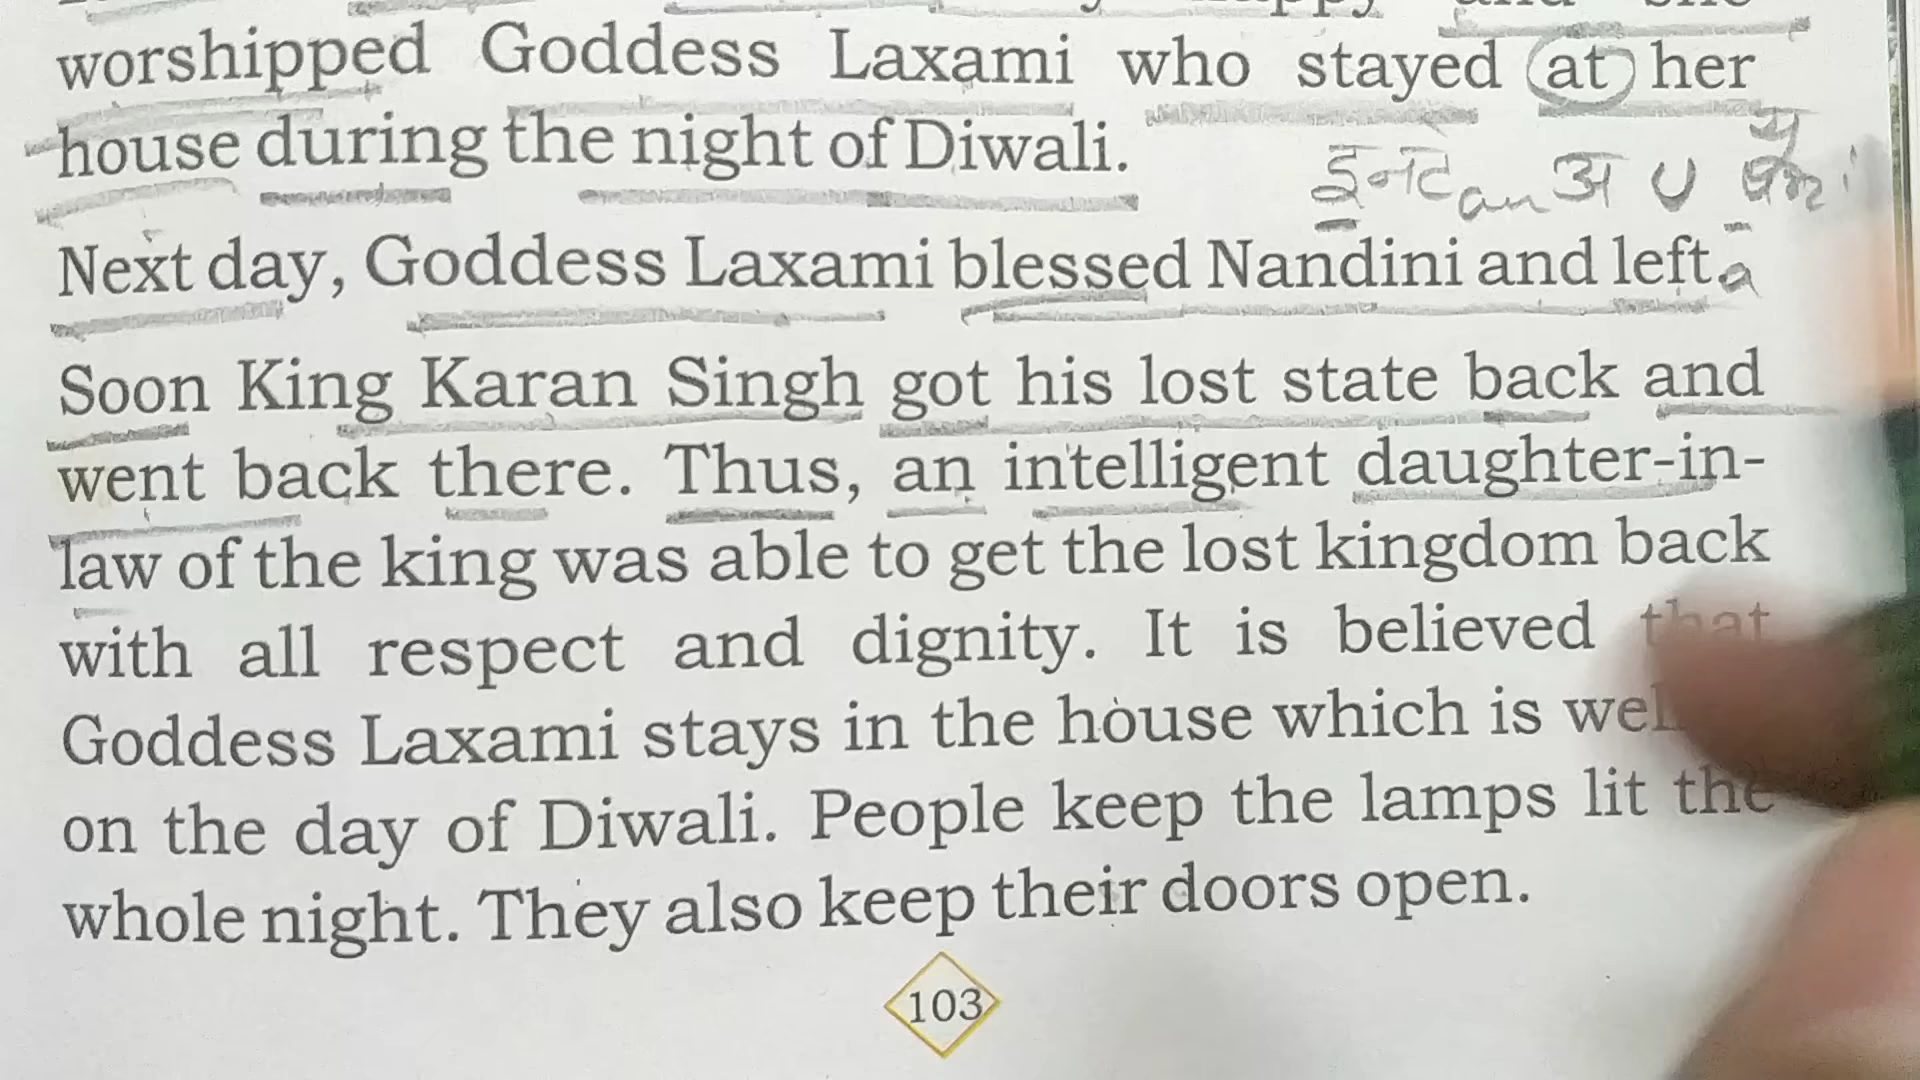 and she
worshipped Goddess Laxami who stayed at her
house during the night of Diwali.
an अ U
Next day, Goddess Laxami blessed Nandini and left.
a
Soon King Karan Singh got his lost state back and
went back there. Thus, an intelligent daughter-in-
law of the king was able to get the lost kingdom back
with all respect and dignity. It is believed that
Goddess Laxami stays in the house which is
on the day of Diwali. People keep the lamps lit the
whole night. They also keep their doors open.
103